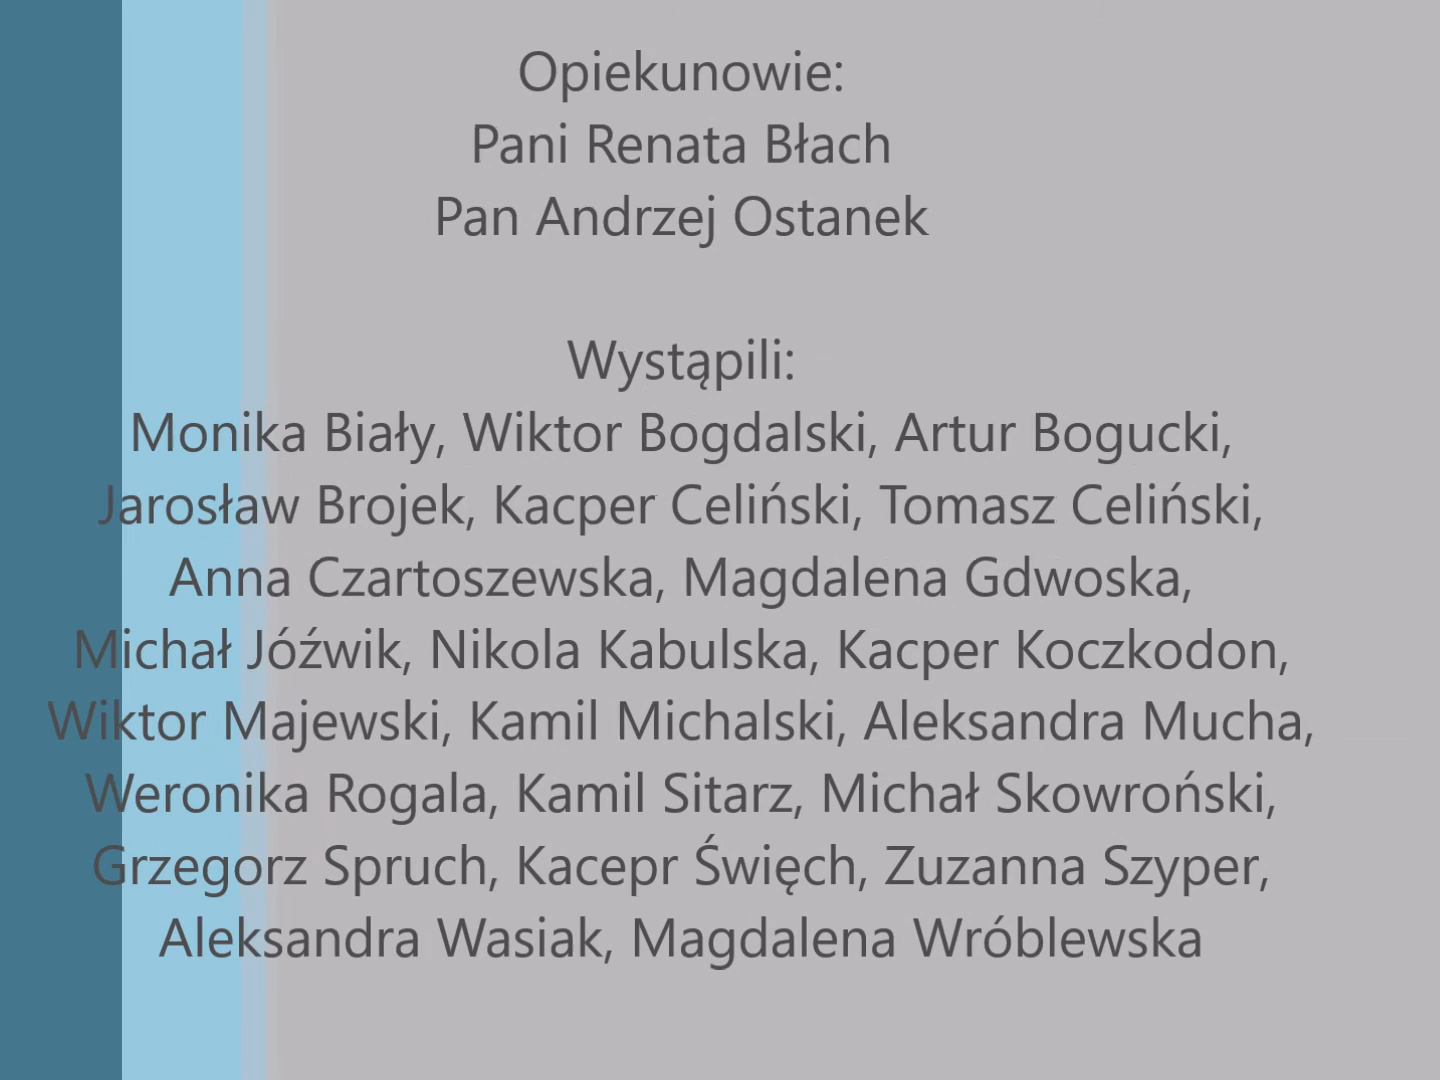 Opiekunowie:
Pani Renata Błach
Pan Andrzej Ostanek
Wystąpili:
Monika Biały, Wiktor Bogdalski, Artur Bogucki,
Jarosław Brojek, Kacper Celiński, Tomasz Celiński,
Anna Czartoszewska, Magdalena Gdwoska,
Michał Jóźwik, Nikola Kabulska, Kacper Koczkodon,
Wiktor Majewski, Kamil Michalski, Aleksandra Mucha,
Weronika Rogala, Kamil Sitarz, Michał Skowroński,
Grzegorz Spruch, Kacepr Święch, Zuzanna Szyper,
Aleksandra Wasiak, Magdalena Wróblewska